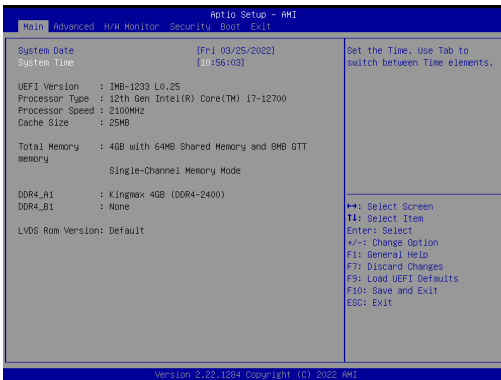 Aptio Setup - AMI
Main Advanced H/W Monitor Security Boot Exit
System Date [Fri 03/25/2022]
System Time [10:56:03]
UEFI Version : IMB-1233 L0.25
Processor Type : 12th Gen Intel(R) Core(TM) i7-12700
Processor Speed : 2100MHz
Cache Size : 25MB
Total Memory : 4GB with 64MB Shared Memory and 8MB GTT
memory
Single-Channel Memory Mode
DDR4_A1 : Kingmax 4GB (DDR4-2400)
DDR4_B1 : None
LVDS Rom Version: Default
Set the Time. Use Tab to
switch between Time elements.
↔: Select Screen
↑↓: Select Item
Enter: Select
+/-: Change Option
F1: General Help
F7: Discard Changes
F9: Load UEFI Defaults
F10: Save and Exit
ESC: Exit
Version 2.22.1284 Copyright (C) 2022 AMI